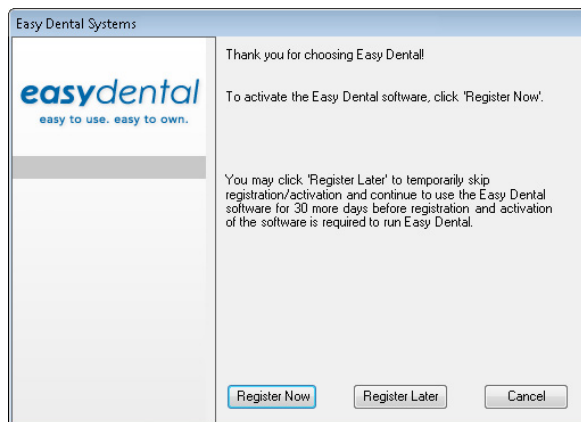 Easy Dental Systems
easydental
easy to use. easy to own.
Thank you for choosing Easy Dental!
To activate the Easy Dental software, click 'Register Now'.
You may click 'Register Later' to temporarily skip
registration/activation and continue to use the Easy Dental
software for 30 more days before registration and activation
of the software is required to run Easy Dental.
Register Now
Register Later
Cancel